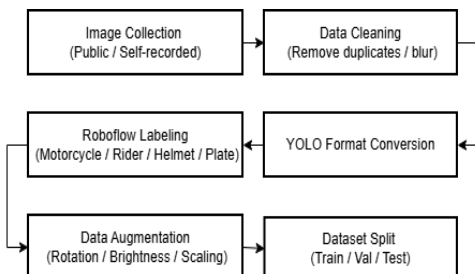 Image Collection
(Public / Self-recorded)
Data Cleaning
(Remove duplicates / blur)
YOLO Format Conversion
Roboflow Labeling
(Motorcycle / Rider / Helmet / Plate)
Data Augmentation
(Rotation / Brightness / Scaling)
Dataset Split
(Train / Val / Test)